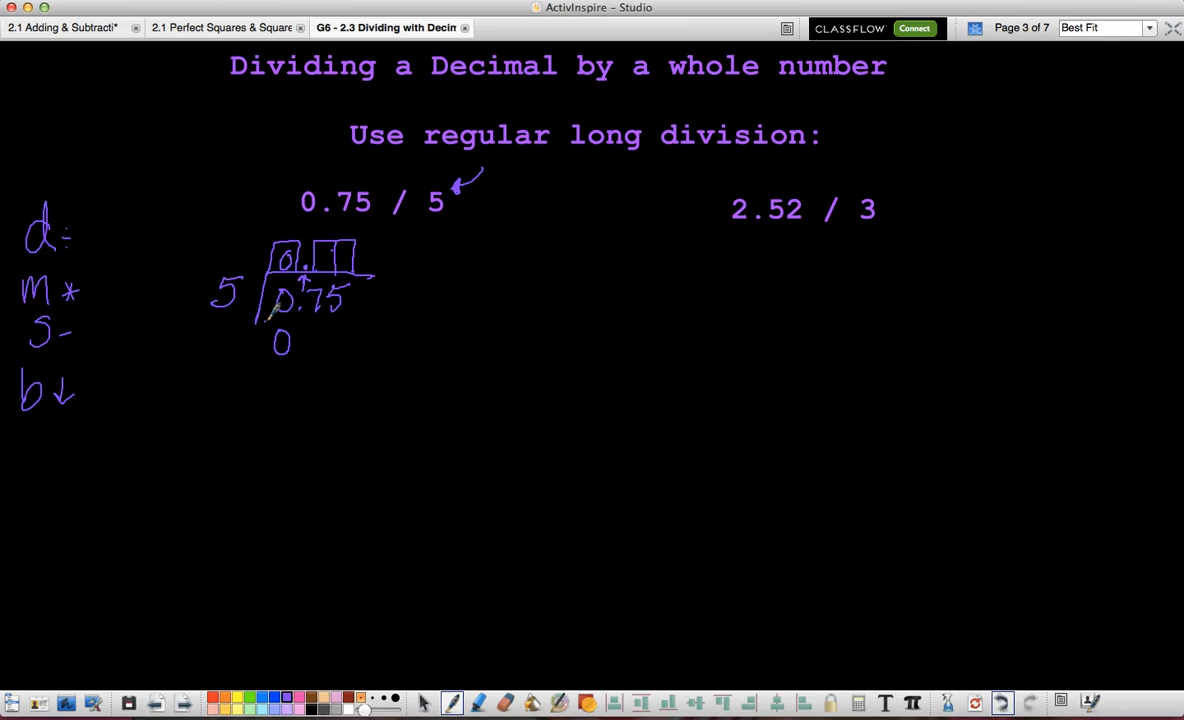 ActivInspire - Studio
2.1 Adding & Subtracti*
2.1 Perfect Squares & Square
G6 - 2.3 Dividing with Decim
CLASSFLOW
Connect
Page 3 of 7
Best Fit
Dividing a Decimal by a whole number
Use regular long division:
0.75 / 5
2.52 / 3
d ÷
m *
s -
b ↓
0.
5 0.75
0